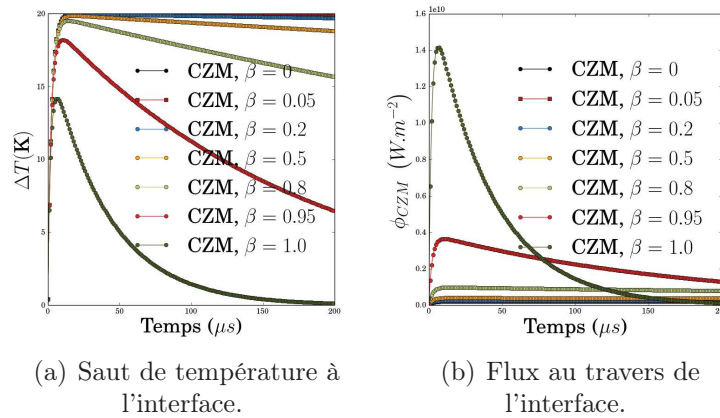 20
15
10
5
0
0
50
100
150
200
ΔT(K)
Temps (μs)
CZM, β = 0
CZM, β = 0.05
CZM, β = 0.2
CZM, β = 0.5
CZM, β = 0.8
CZM, β = 0.95
CZM, β = 1.0
(a) Saut de température à
l'interface.
1e10
1.6
1.4
1.2
1.0
0.8
0.6
0.4
0.2
0.0
0
50
100
150
200
ϕCZM (W.m⁻²)
Temps (μs)
CZM, β = 0
CZM, β = 0.05
CZM, β = 0.2
CZM, β = 0.5
CZM, β = 0.8
CZM, β = 0.95
CZM, β = 1.0
(b) Flux au travers de
l'interface.